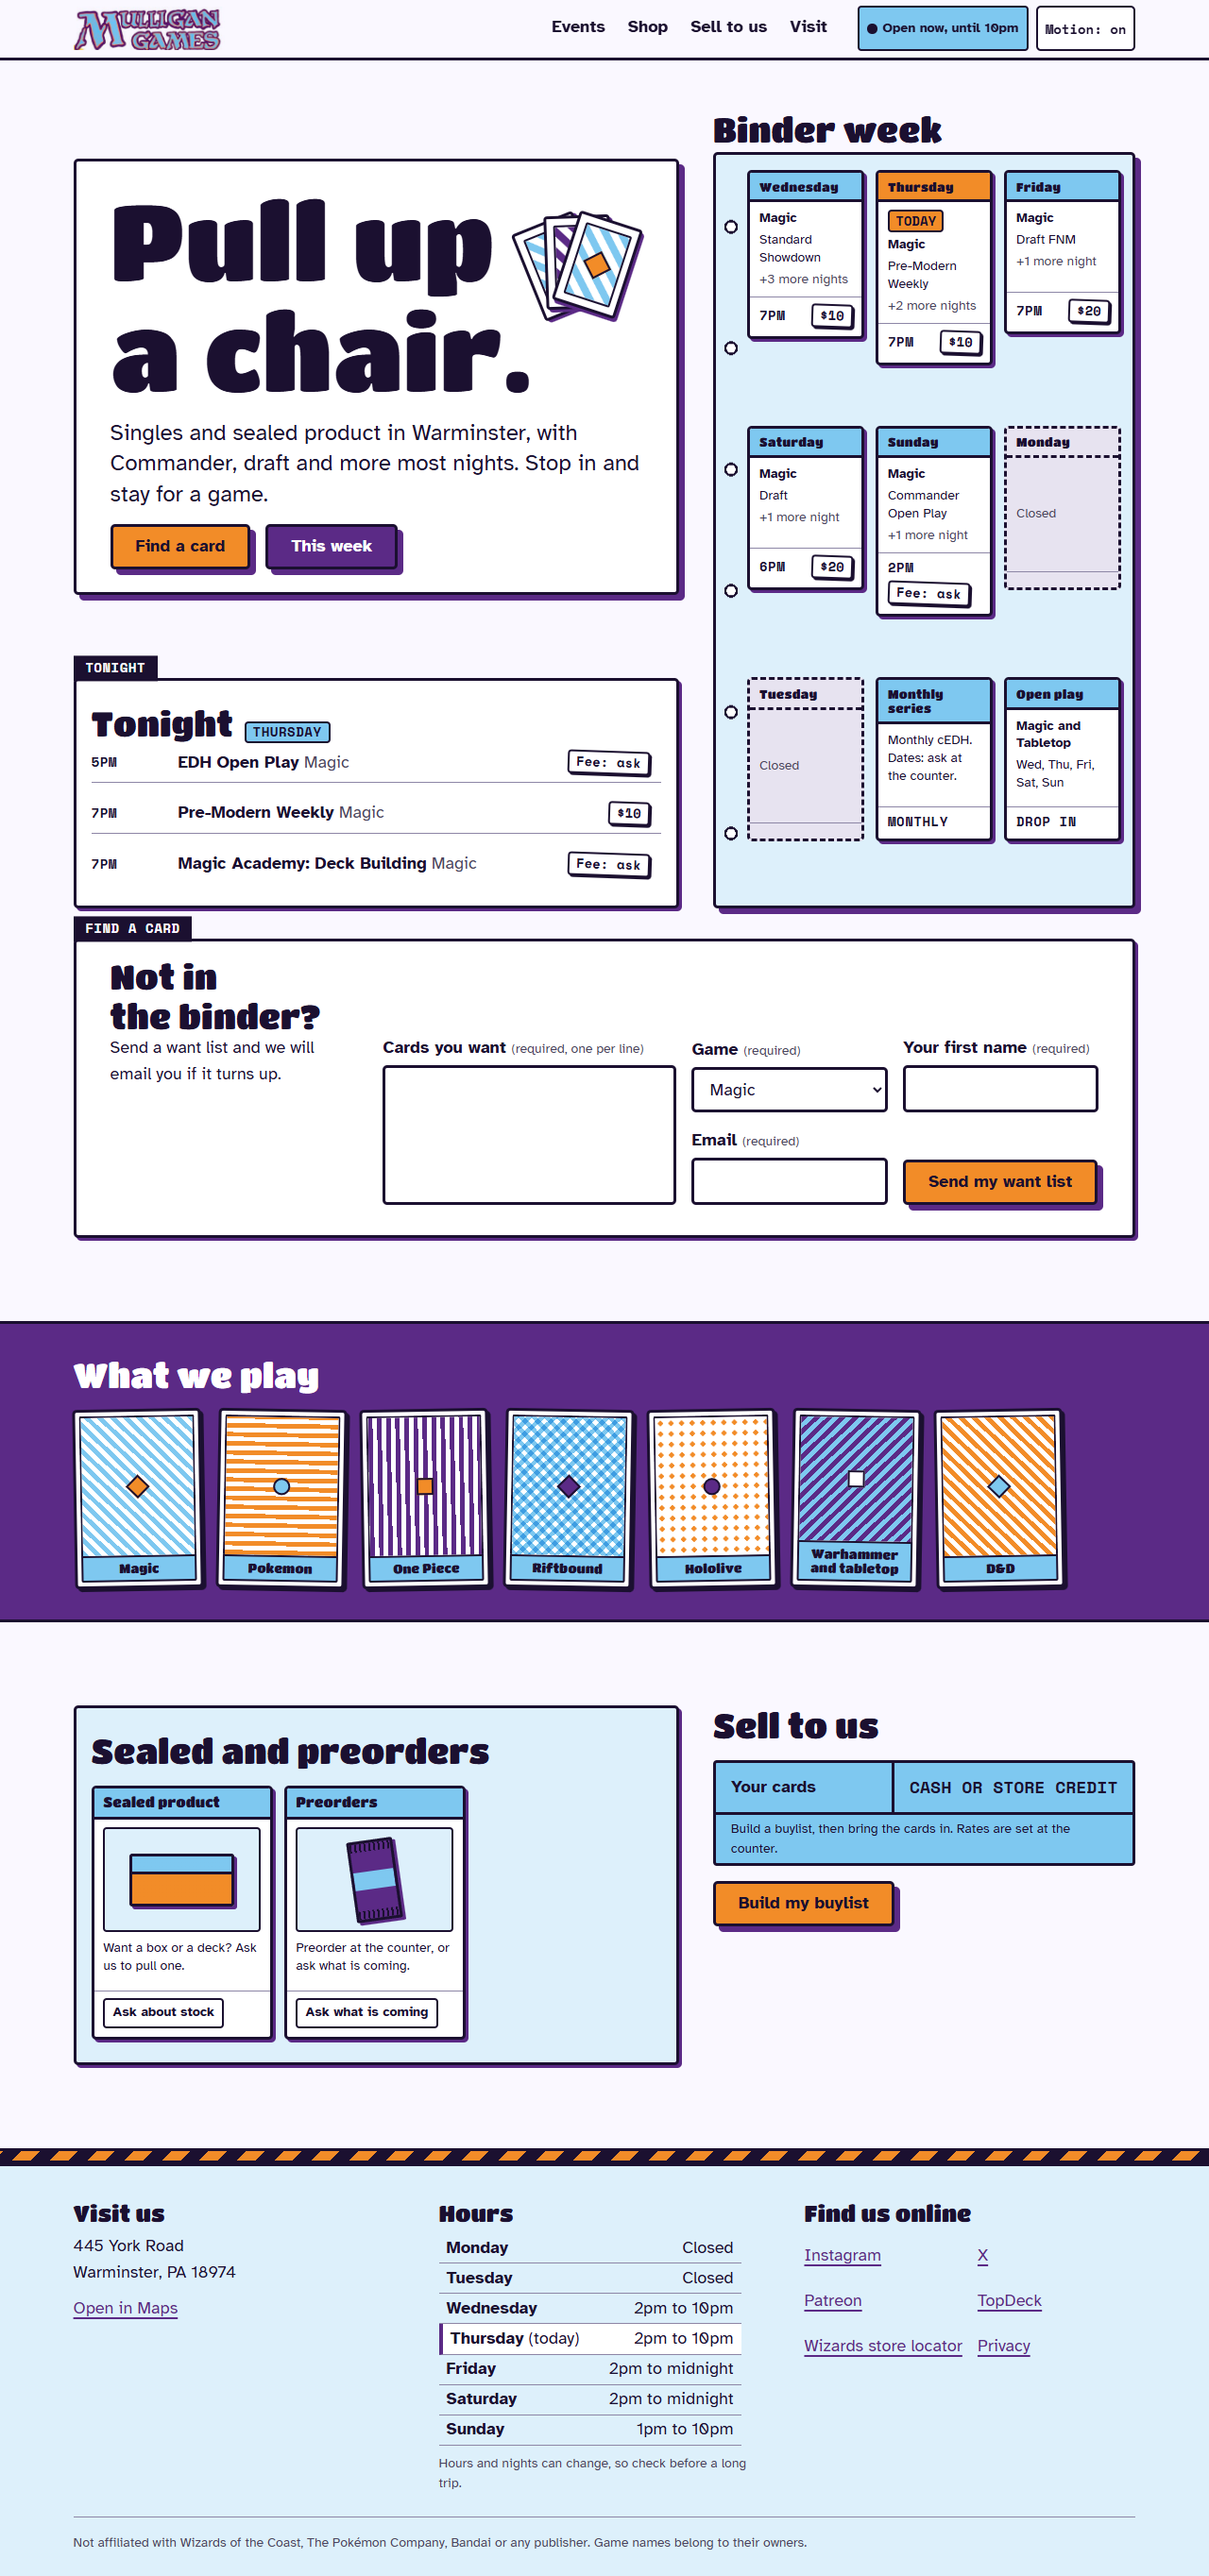 MULLIGAN GAMES
Events Shop Sell to us Visit
Open now, until 10pm
Motion: on
Pull up
a chair.
Singles and sealed product in Warminster, with
Commander, draft and more most nights. Stop in and
stay for a game.
Find a card
This week
Binder week
Wednesday
Magic
Standard
Showdown
+3 more nights
7PM $10
Thursday
TODAY
Magic
Pre-Modern
Weekly
+2 more nights
7PM $10
Friday
Magic
Draft FNM
+1 more night
7PM $20
Saturday
Magic
Draft
+1 more night
6PM $20
Sunday
Magic
Commander
Open Play
+1 more night
2PM
Fee: ask
Monday
Closed
Tuesday
Closed
Monthly
series
Monthly cEDH.
Dates: ask at
the counter.
MONTHLY
Open play
Magic and
Tabletop
Wed, Thu, Fri,
Sat, Sun
DROP IN
TONIGHT
Tonight THURSDAY
5PM EDH Open Play Magic Fee: ask
7PM Pre-Modern Weekly Magic $10
7PM Magic Academy: Deck Building Magic Fee: ask
FIND A CARD
Not in
the binder?
Send a want list and we will
email you if it turns up.
Cards you want (required, one per line)
Game (required)
Magic
Your first name (required)
Email (required)
Send my want list
What we play
Magic
Pokemon
One Piece
Riftbound
Hololive
Warhammer
and tabletop
D&D
Sealed and preorders
Sealed product
Want a box or a deck? Ask
us to pull one.
Ask about stock
Preorders
Preorder at the counter, or
ask what is coming.
Ask what is coming
Sell to us
Your cards CASH OR STORE CREDIT
Build a buylist, then bring the cards in. Rates are set at the
counter.
Build my buylist
Visit us
445 York Road
Warminster, PA 18974
Open in Maps
Hours
Monday Closed
Tuesday Closed
Wednesday 2pm to 10pm
Thursday (today) 2pm to 10pm
Friday 2pm to midnight
Saturday 2pm to midnight
Sunday 1pm to 10pm
Hours and nights can change, so check before a long
trip.
Find us online
Instagram X
Patreon TopDeck
Wizards store locator Privacy
Not affiliated with Wizards of the Coast, The Pokémon Company, Bandai or any publisher. Game names belong to their owners.